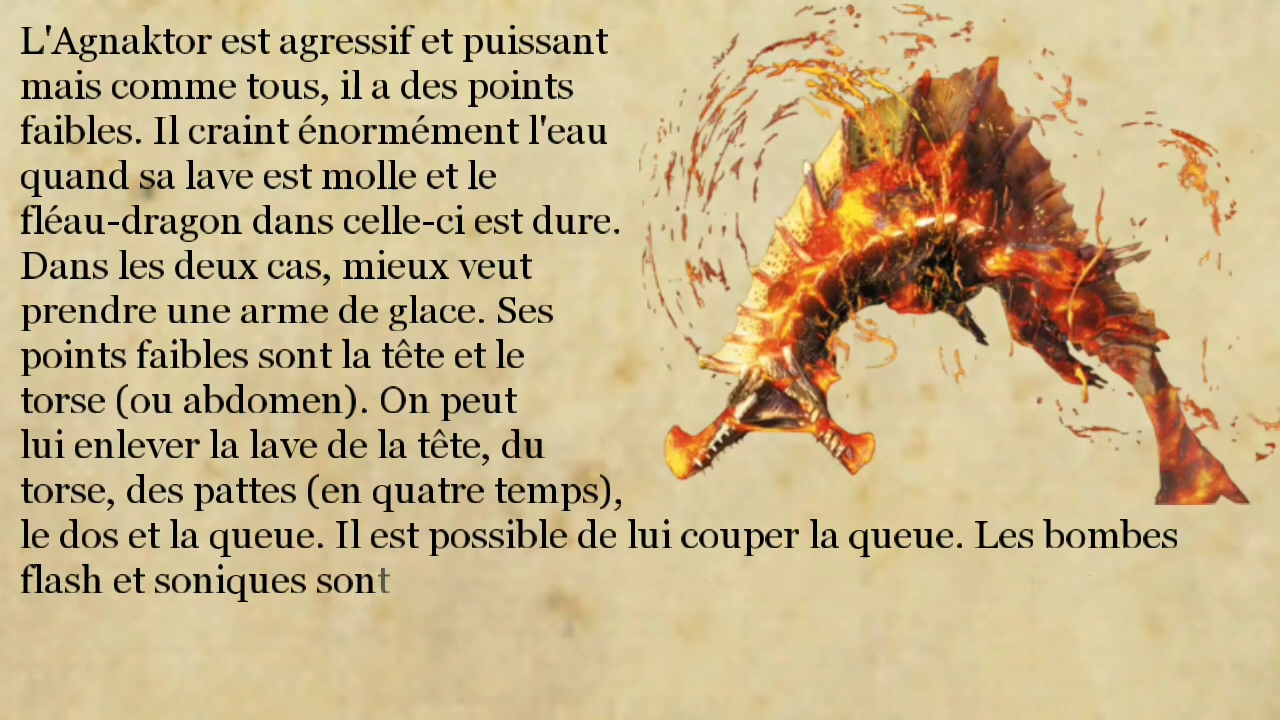 L'Agnaktor est agressif et puissant
mais comme tous, il a des points
faibles. Il craint énormément l'eau
quand sa lave est molle et le
fléau-dragon dans celle-ci est dure.
Dans les deux cas, mieux veut
prendre une arme de glace. Ses
points faibles sont la tête et le
torse (ou abdomen). On peut
lui enlever la lave de la tête, du
torse, des pattes (en quatre temps),
le dos et la queue. Il est possible de lui couper la queue. Les bombes
flash et soniques sont